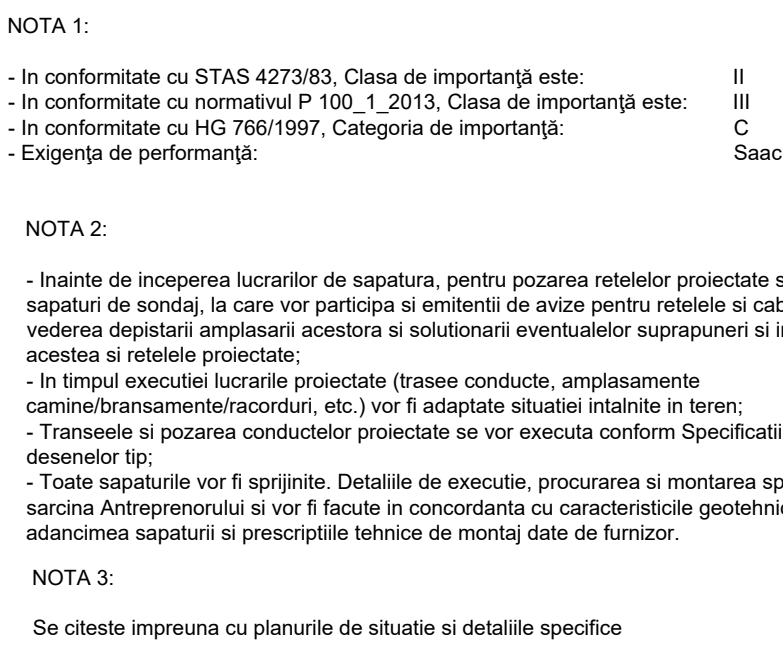 NOTA 1:
- In conformitate cu STAS 4273/83, Clasa de importanţă este: II
- In conformitate cu normativul P 100_1_2013, Clasa de importanţă este: III
- In conformitate cu HG 766/1997, Categoria de importanţă: C
- Exigenţa de performanţă: Saac
NOTA 2:
- Inainte de inceperea lucrarilor de sapatura, pentru pozarea retelelor proiectate
sapaturi de sondaj, la care vor participa si emitentii de avize pentru retelele si
vederea depistarii amplasarii acestora si solutionarii eventualelor suprapuneri si
acestea si retelele proiectate;
- In timpul executiei lucrarile proiectate (trasee conducte, amplasamente
camine/bransamente/racorduri, etc.) vor fi adaptate situatiei intalnite in teren;
- Transeele si pozarea conductelor proiectate se vor executa conform Specificatii
desenelor tip;
- Toate sapaturile vor fi sprijinite. Detaliile de executie, procurarea si montarea
sarcina Antreprenorului si vor fi facute in concordanta cu caracteristicile
adancimea sapaturii si prescriptiile tehnice de montaj date de furnizor.
NOTA 3:
Se citeste impreuna cu planurile de situatie si detaliile specifice